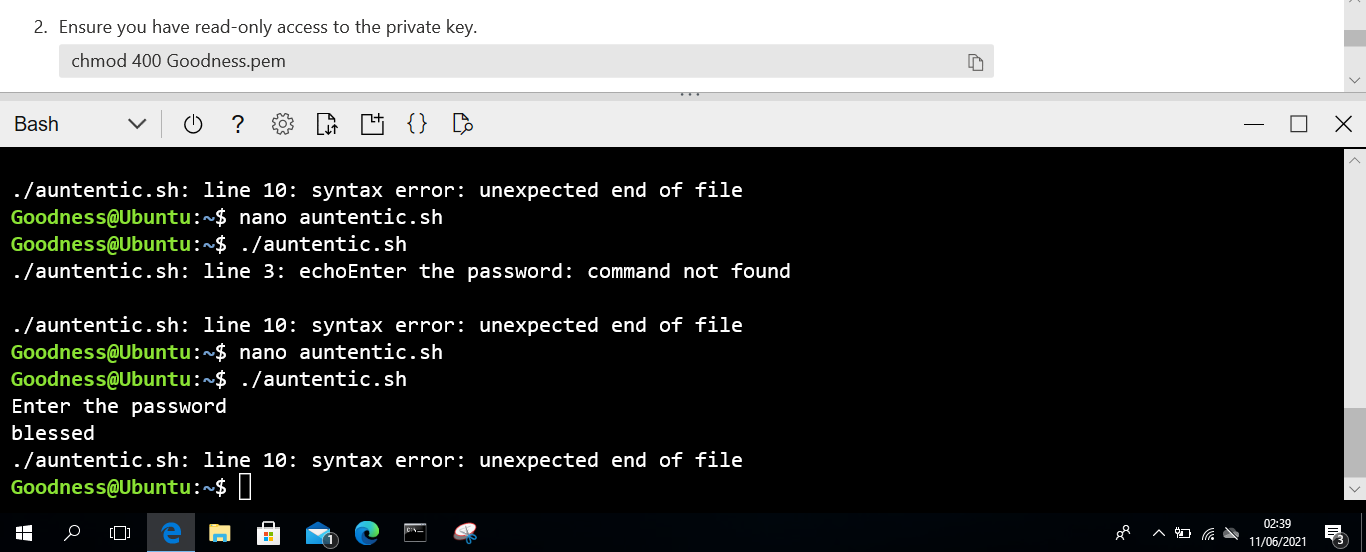 2. Ensure you have read-only access to the private key.
chmod 400 Goodness.pem
Bash
?
{}
./auntentic.sh: line 10: syntax error: unexpected end of file
Goodness@Ubuntu:~$ nano auntentic.sh
Goodness@Ubuntu:~$ ./auntentic.sh
./auntentic.sh: line 3: echoEnter the password: command not found
./auntentic.sh: line 10: syntax error: unexpected end of file
Goodness@Ubuntu:~$ nano auntentic.sh
Goodness@Ubuntu:~$ ./auntentic.sh
Enter the password
blessed
./auntentic.sh: line 10: syntax error: unexpected end of file
Goodness@Ubuntu:~$
1
02:39
11/06/2021
3